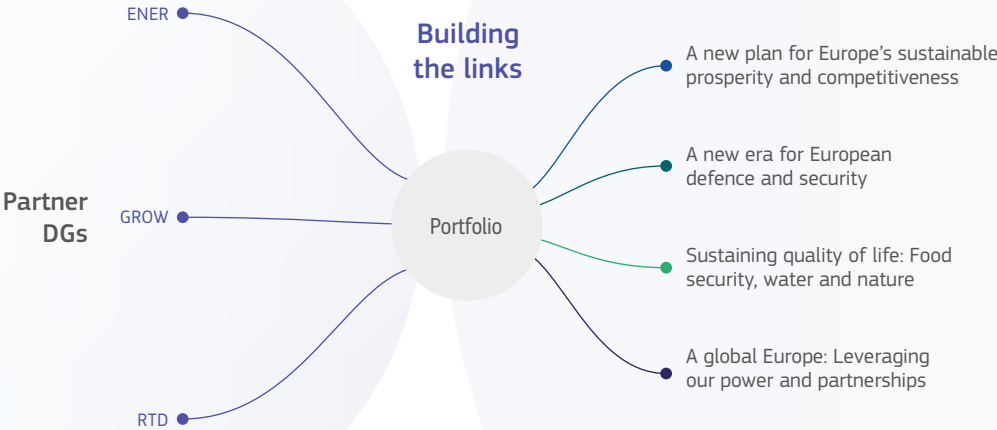 ENER
Building
the links
A new plan for Europe’s sustainable
prosperity and competitiveness
A new era for European
defence and security
Partner
DGs
GROW
Portfolio
Sustaining quality of life: Food
security, water and nature
A global Europe: Leveraging
our power and partnerships
RTD